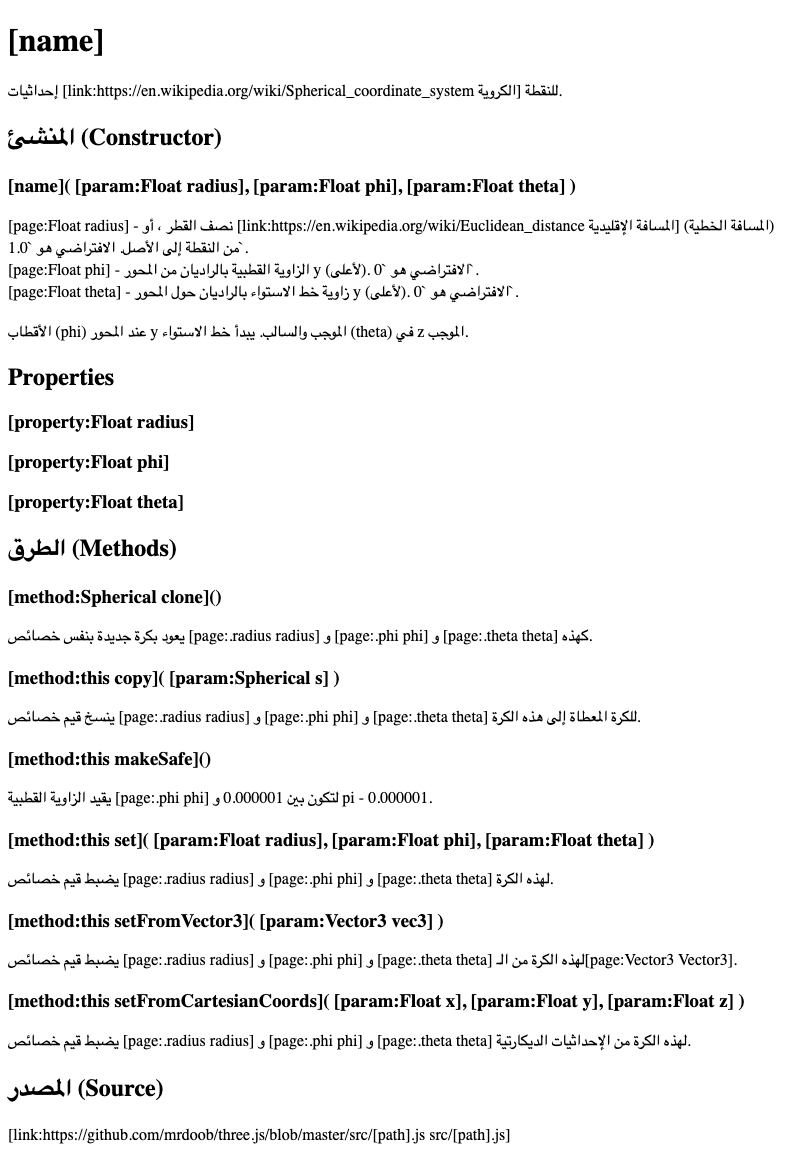 [name]
إحداثيات [link:https://en.wikipedia.org/wiki/Spherical_coordinate_system الكروية] للنقطة.
المنشئ (Constructor)
[name]( [param:Float radius], [param:Float phi], [param:Float theta] )
[page:Float radius] - نصف القطر ، أو [link:https://en.wikipedia.org/wiki/Euclidean_distance المسافة الإقليدية] (المسافة الخطية)
من النقطة إلى الأصل. الافتراضي هو `1.0`.
[page:Float phi] - الزاوية القطبية بالراديان من المحور y (لأعلى). الافتراضي هو `0`.
[page:Float theta] - زاوية خط الاستواء بالراديان حول المحور y (لأعلى). الافتراضي هو `0`.
الأقطاب (phi) عند المحور y الموجب والسالب. يبدأ خط الاستواء (theta) في z الموجب.
Properties
[property:Float radius]
[property:Float phi]
[property:Float theta]
الطرق (Methods)
[method:Spherical clone]()
يعود بكرة جديدة بنفس خصائص [page:.radius radius] و [page:.phi phi] و [page:.theta theta] كهذه.
[method:this copy]( [param:Spherical s] )
ينسخ قيم خصائص [page:.radius radius] و [page:.phi phi] و [page:.theta theta] للكرة المعطاة إلى هذه الكرة.
[method:this makeSafe]()
يقيد الزاوية القطبية [page:.phi phi] لتكون بين 0.000001 و pi - 0.000001.
[method:this set]( [param:Float radius], [param:Float phi], [param:Float theta] )
يضبط قيم خصائص [page:.radius radius] و [page:.phi phi] و [page:.theta theta] لهذه الكرة.
[method:this setFromVector3]( [param:Vector3 vec3] )
يضبط قيم خصائص [page:.radius radius] و [page:.phi phi] و [page:.theta theta] لهذه الكرة من الـ[page:Vector3 Vector3].
[method:this setFromCartesianCoords]( [param:Float x], [param:Float y], [param:Float z] )
يضبط قيم خصائص [page:.radius radius] و [page:.phi phi] و [page:.theta theta] لهذه الكرة من الإحداثيات الديكارتية.
المصدر (Source)
[link:https://github.com/mrdoob/three.js/blob/master/src/[path].js src/[path].js]